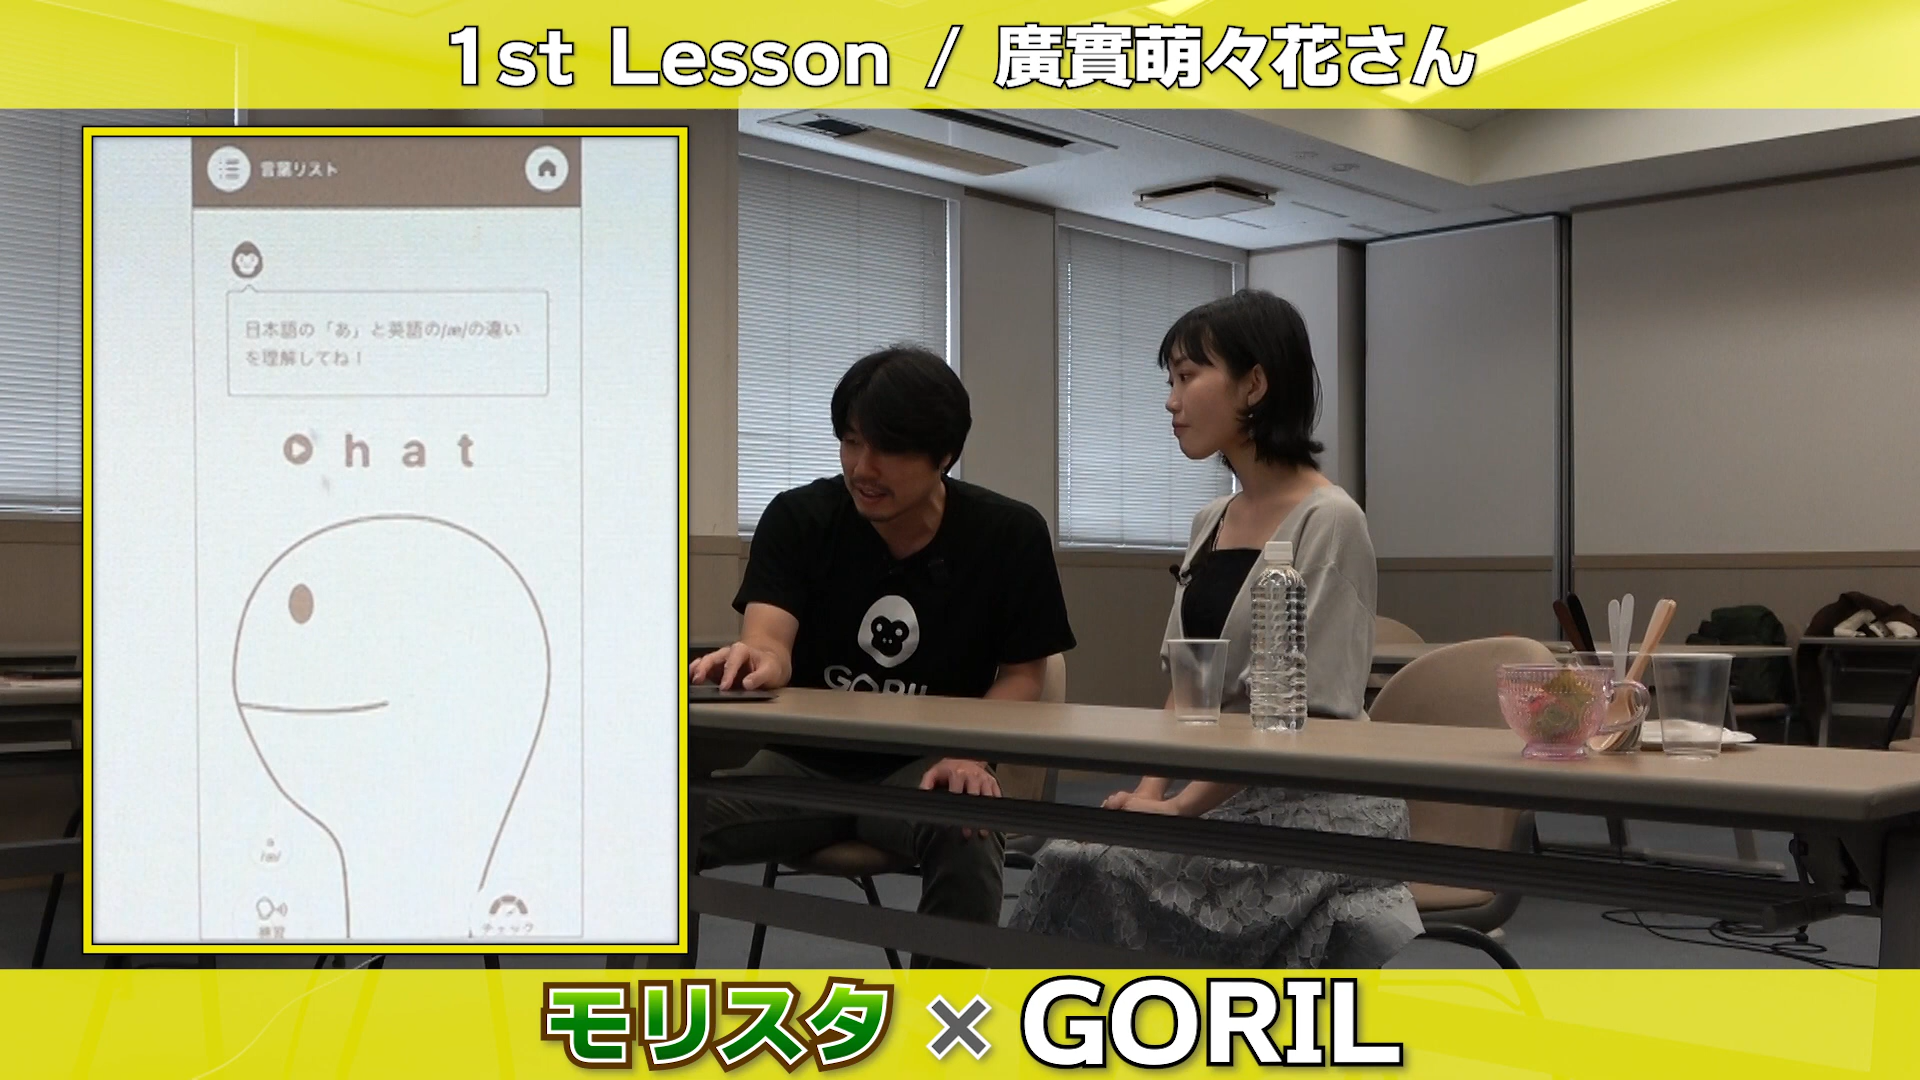 1st Lesson / 廣實萌々花さん
言葉リスト
日本語の「あ」と英語の/æ/の違い
を理解してね！
hat
a
/æ/
練習
チェック
GORIL
モリスタ × GORIL